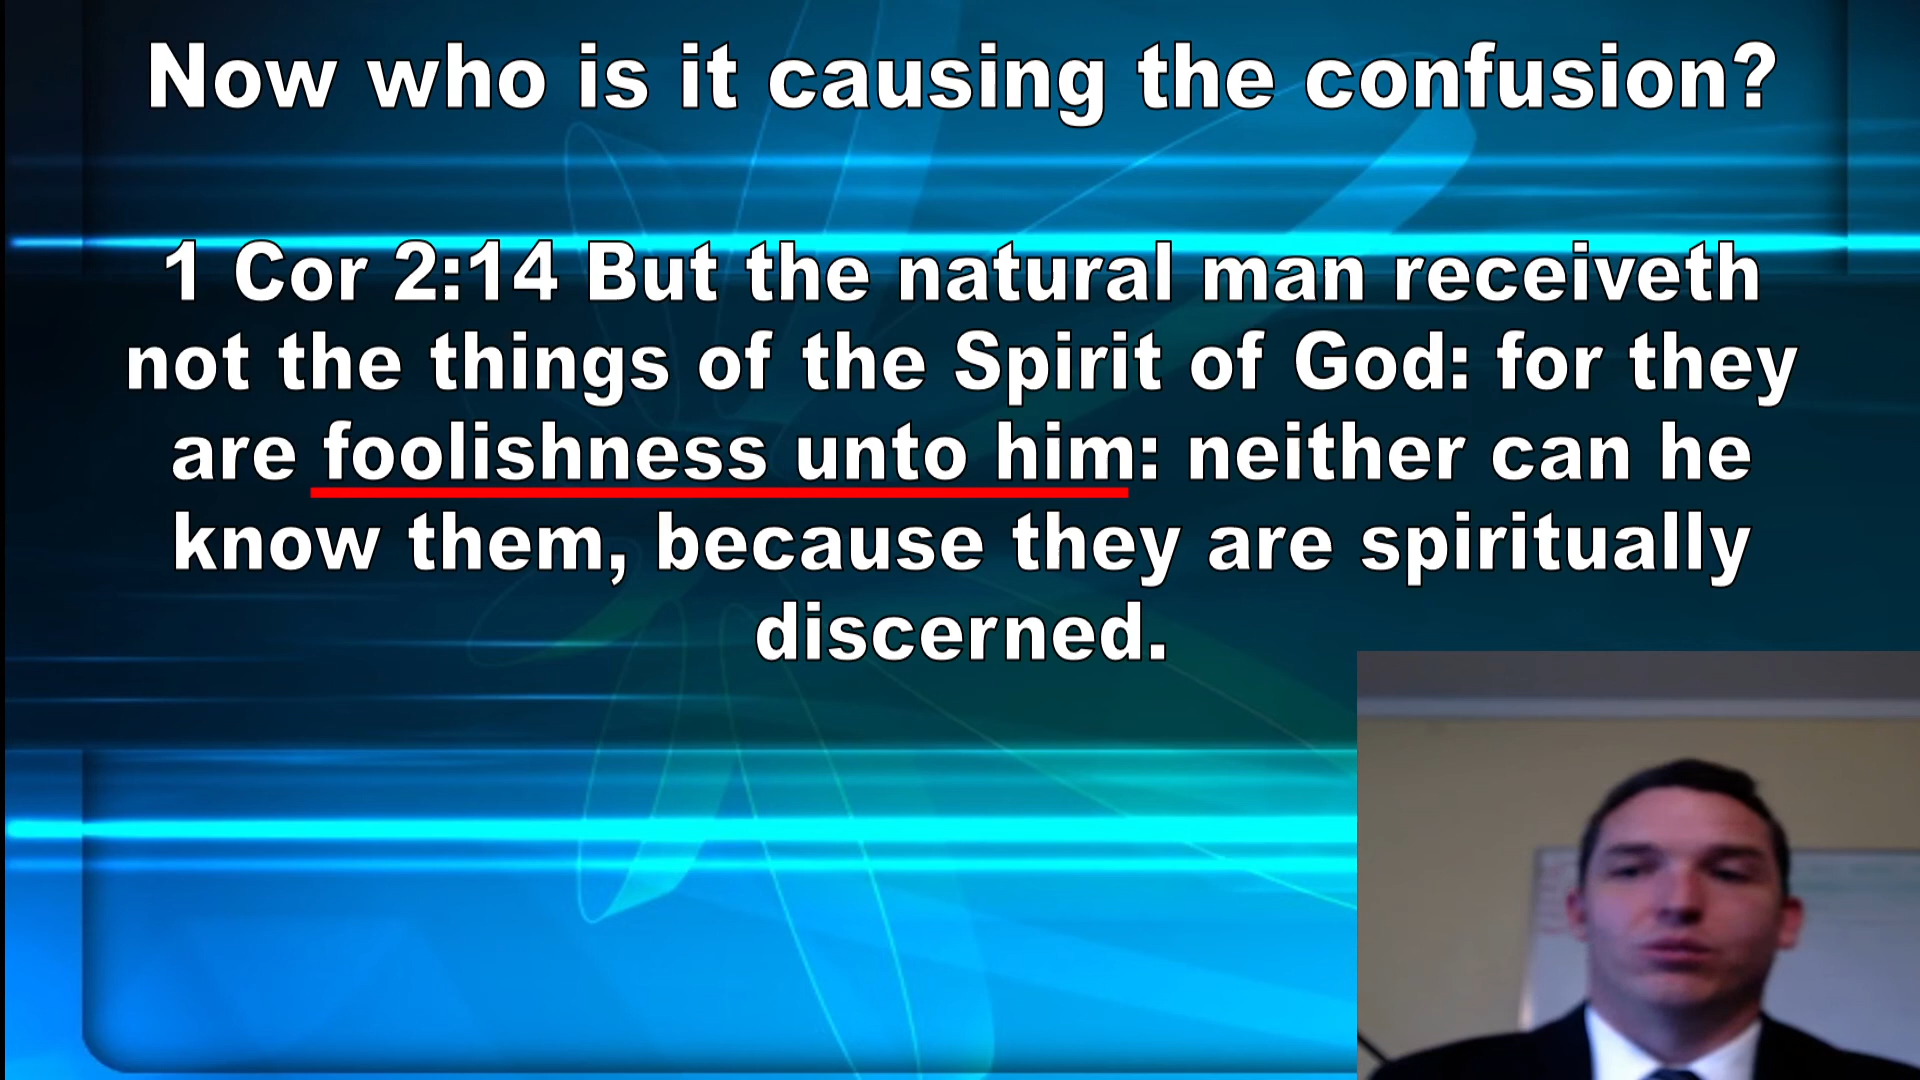 Now who is it causing the confusion?
1 Cor 2:14 But the natural man receiveth
not the things of the Spirit of God: for they
are foolishness unto him: neither can he
know them, because they are spiritually
discerned.